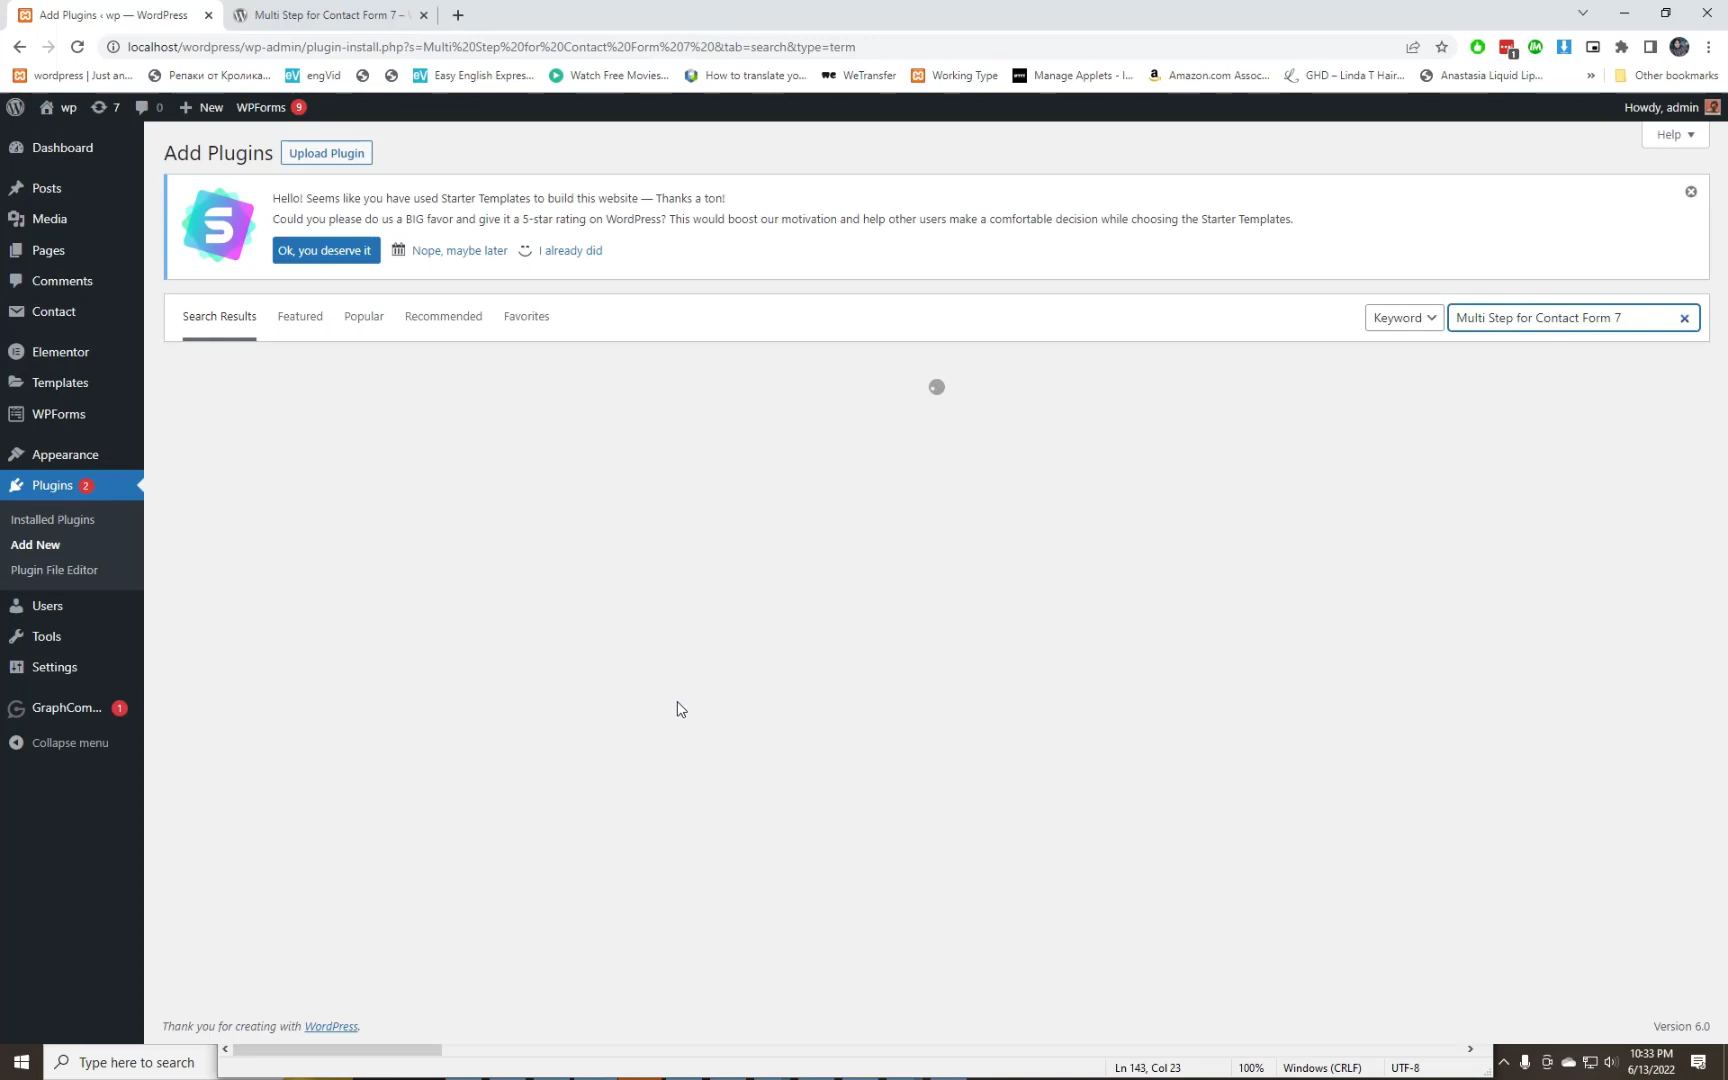 Add Plugins ‹ wp — WordPress
Multi Step for Contact Form 7 –
localhost/wordpress/wp-admin/plugin-install.php?s=Multi%20Step%20for%20Contact%20Form%207%20&tab=search&type=term
1
wordpress | Just an... Репаки от Кролика... engVid Easy English Expres... Watch Free Movies... How to translate yo... WeTransfer Working Type Manage Applets - I... Amazon.com Assoc... GHD – Linda T Hair... Anastasia Liquid Lip... » Other bookmarks
wp 7 0 New WPForms 9 Howdy, admin
Help ▼
Dashboard
Posts
Media
Pages
Comments
Contact
Elementor
Templates
WPForms
Appearance
Plugins 2
Installed Plugins
Add New
Plugin File Editor
Users
Tools
Settings
GraphCom... 1
Collapse menu
Add Plugins Upload Plugin
Hello! Seems like you have used Starter Templates to build this website — Thanks a ton!
Could you please do us a BIG favor and give it a 5-star rating on WordPress? This would boost our motivation and help other users make a comfortable decision while choosing the Starter Templates.
Ok, you deserve it Nope, maybe later I already did
Search Results Featured Popular Recommended Favorites Keyword Multi Step for Contact Form 7
Thank you for creating with WordPress. Version 6.0
Type here to search
Ln 143, Col 23 100% Windows (CRLF) UTF-8
10:33 PM
6/13/2022